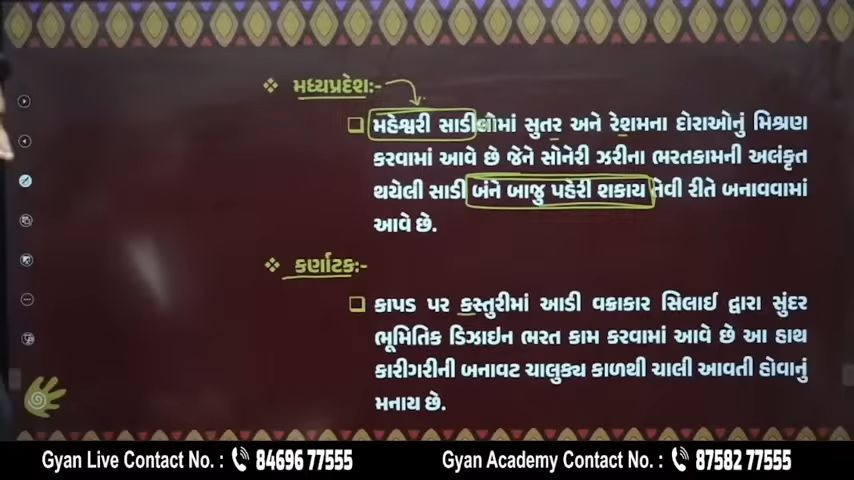 ❖ મધ્યપ્રદેશઃ-
❑ મહેશ્વરી સાડીઓમાં સુતર અને રેશમના દોરાઓનું મિશ્રણ
કરવામાં આવે છે જેને સોનેરી ઝરીના ભરતકામની અલંકૃત
થયેલી સાડી બંને બાજુ પહેરી શકાય તેવી રીતે બનાવવામાં
આવે છે.
❖ કર્ણાટકઃ-
❑ કાપડ પર કસ્તુરીમાં આડી વક્રાકાર સિલાઈ દ્વારા સુંદર
ભૂમિતિક ડિઝાઇન ભરત કામ કરવામાં આવે છે આ હાથ
કારીગરીની બનાવટ ચાલુક્ય કાળથી ચાલી આવતી હોવાનું
મનાય છે.
Gyan Live Contact No. : 84696 77555 Gyan Academy Contact No. : 87582 77555